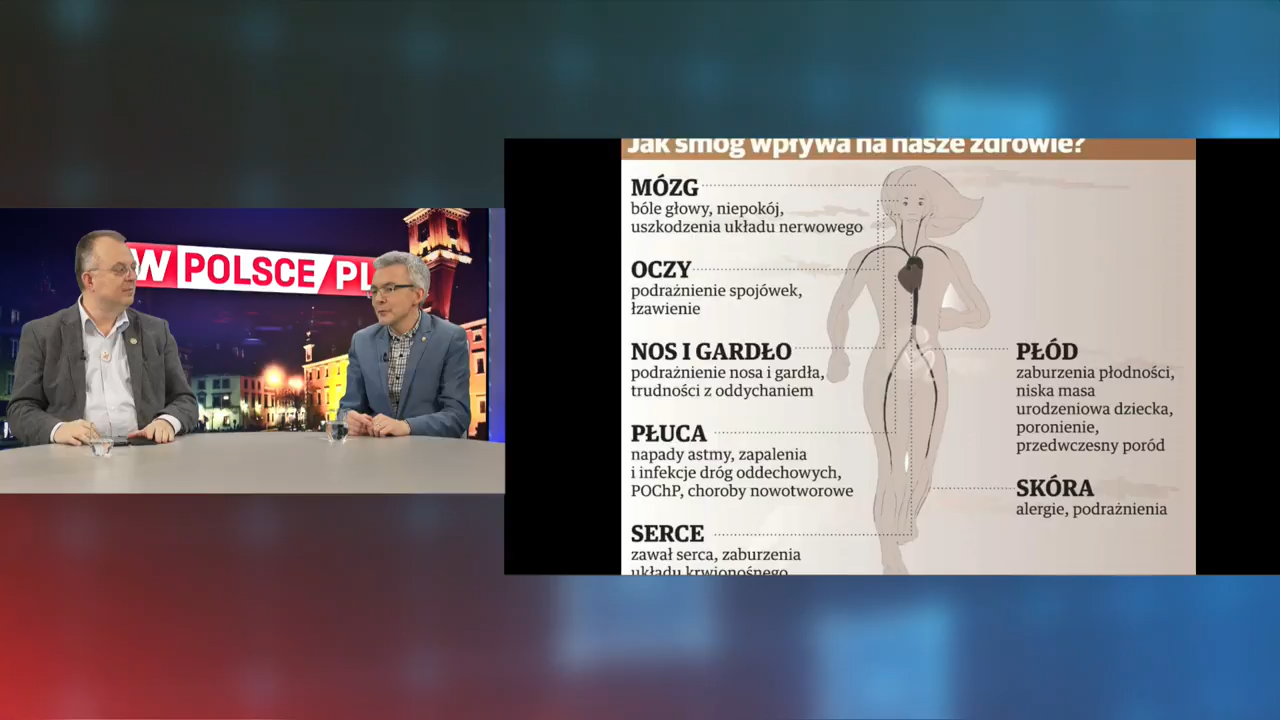 W POLSCE/PL
Jak smog wpływa na nasze zdrowie?
MÓZG
bóle głowy, niepokój,
uszkodzenia układu nerwowego
OCZY
podrażnienie spojówek,
łzawienie
NOS I GARDŁO
podrażnienie nosa i gardła,
trudności z oddychaniem
PŁUCA
napady astmy, zapalenia
i infekcje dróg oddechowych,
POChP, choroby nowotworowe
SERCE
zawał serca, zaburzenia
układu krwionośnego
PŁÓD
zaburzenia płodności,
niska masa
urodzeniowa dziecka,
poronienie,
przedwczesny poród
SKÓRA
alergie, podrażnienia